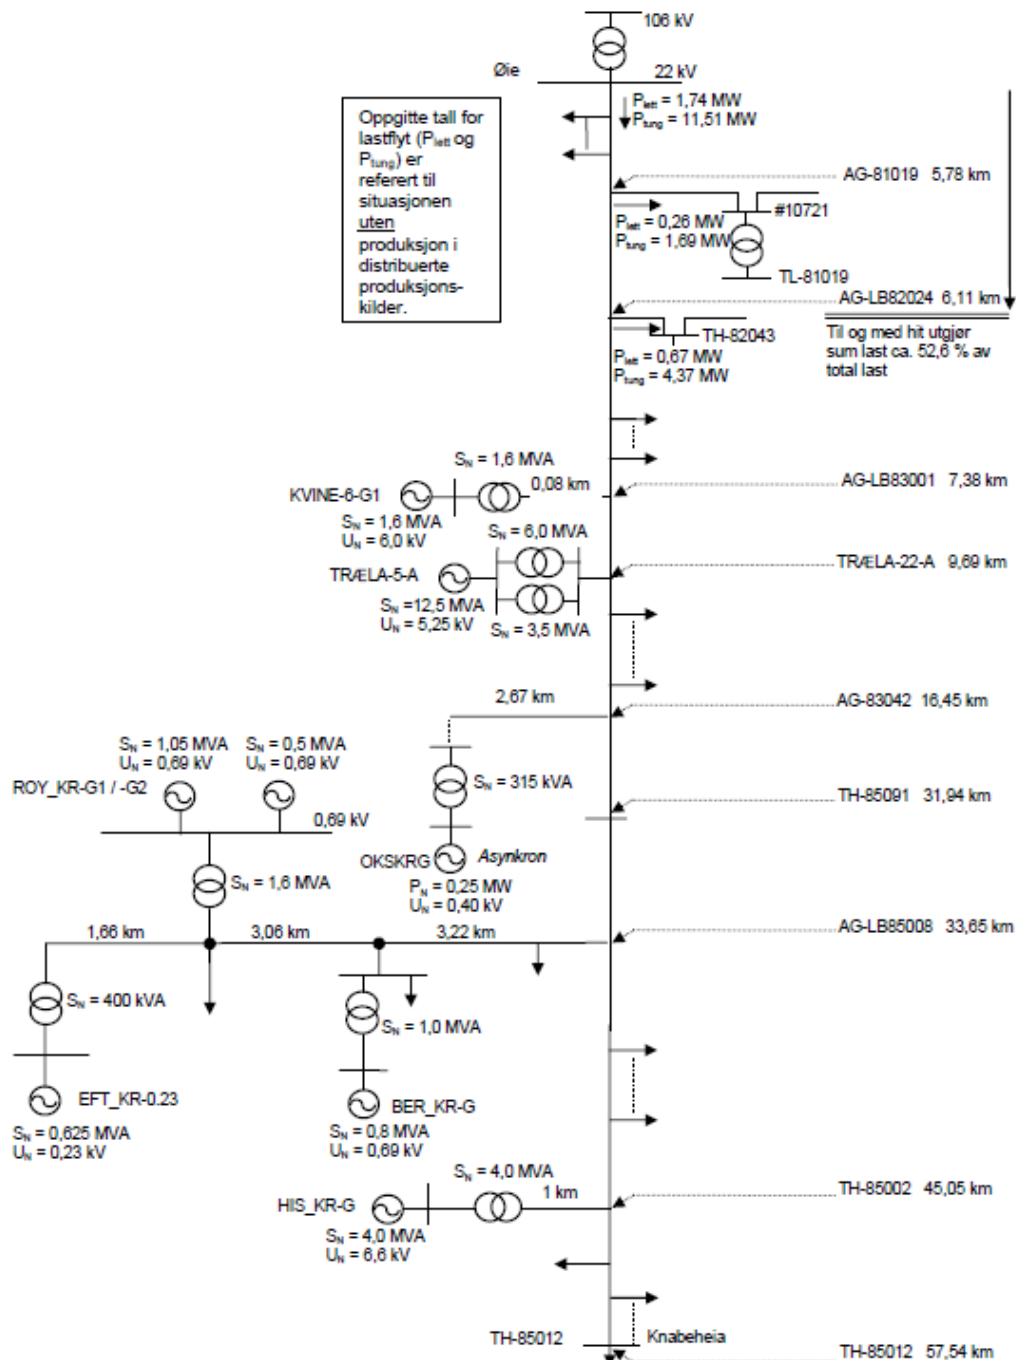 106 kV
Øie
22 kV
Oppgitte tall for
lastflyt (Plett og
Ptung) er
referert til
situasjonen
uten
produksjon i
distribuerte
produksjons-
kilder.
Plett = 1,74 MW
Ptung = 11,51 MW
AG-81019 5,78 km
#10721
Plett = 0,26 MW
Ptung = 1,69 MW
TL-81019
AG-LB82024 6,11 km
TH-82043
Til og med hit utgjør
sum last ca. 52,6 % av
total last
Plett = 0,67 MW
Ptung = 4,37 MW
SN = 1,6 MVA
KVINE-6-G1
0,08 km
AG-LB83001 7,38 km
SN = 1,6 MVA
UN = 6,0 kV
SN = 6,0 MVA
TRÆLA-5-A
TRÆLA-22-A 9,69 km
SN =12,5 MVA
UN = 5,25 kV
SN = 3,5 MVA
2,67 km
AG-83042 16,45 km
SN = 1,05 MVA
UN = 0,69 kV
SN = 0,5 MVA
UN = 0,69 kV
ROY_KR-G1 / -G2
SN = 315 kVA
TH-85091 31,94 km
0,69 kV
OKSKRG
Asynkron
SN = 1,6 MVA
PN = 0,25 MW
UN = 0,40 kV
1,66 km
3,06 km
3,22 km
AG-LB85008 33,65 km
SN = 400 kVA
SN = 1,0 MVA
EFT_KR-0.23
BER_KR-G
SN = 0,625 MVA
UN = 0,23 kV
SN = 0,8 MVA
UN = 0,69 kV
SN = 4,0 MVA
HIS_KR-G
1 km
TH-85002 45,05 km
SN = 4,0 MVA
UN = 6,6 kV
TH-85012
Knabeheia
TH-85012 57,54 km